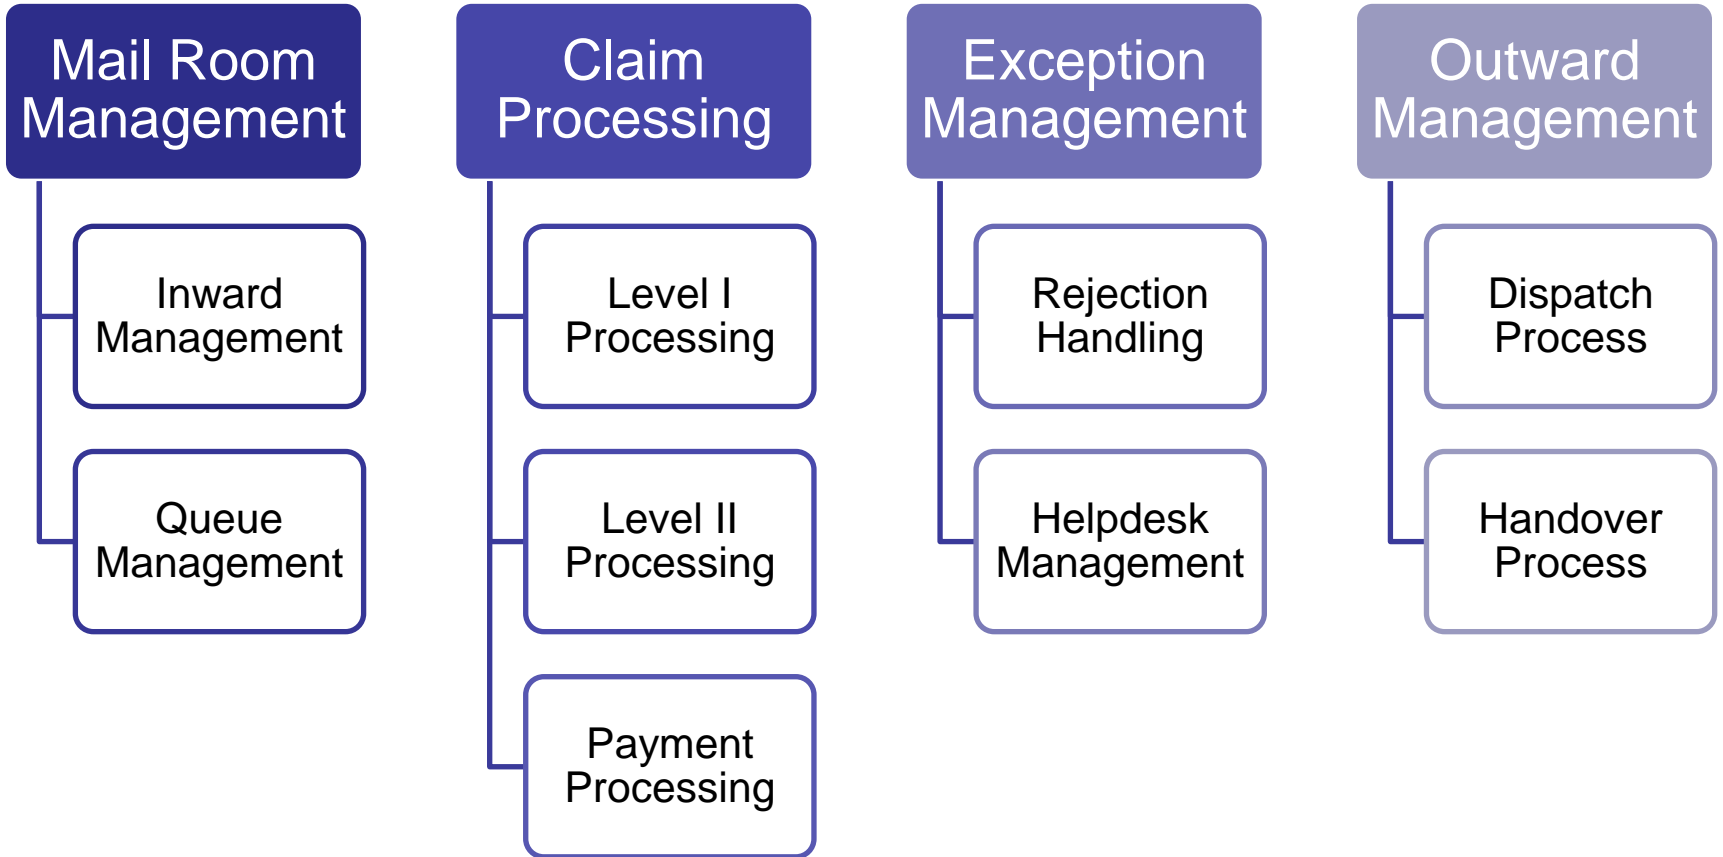 Mail Room
Management
Inward
Management
Queue
Management
Claim
Processing
Level I
Processing
Level II
Processing
Payment
Processing
Exception
Management
Rejection
Handling
Helpdesk
Management
Outward
Management
Dispatch
Process
Handover
Process